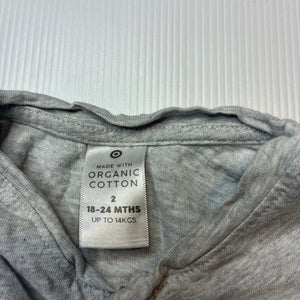 MADE WITH
ORGANIC
COTTON
2
18-24 MTHS
UP TO 14KGS